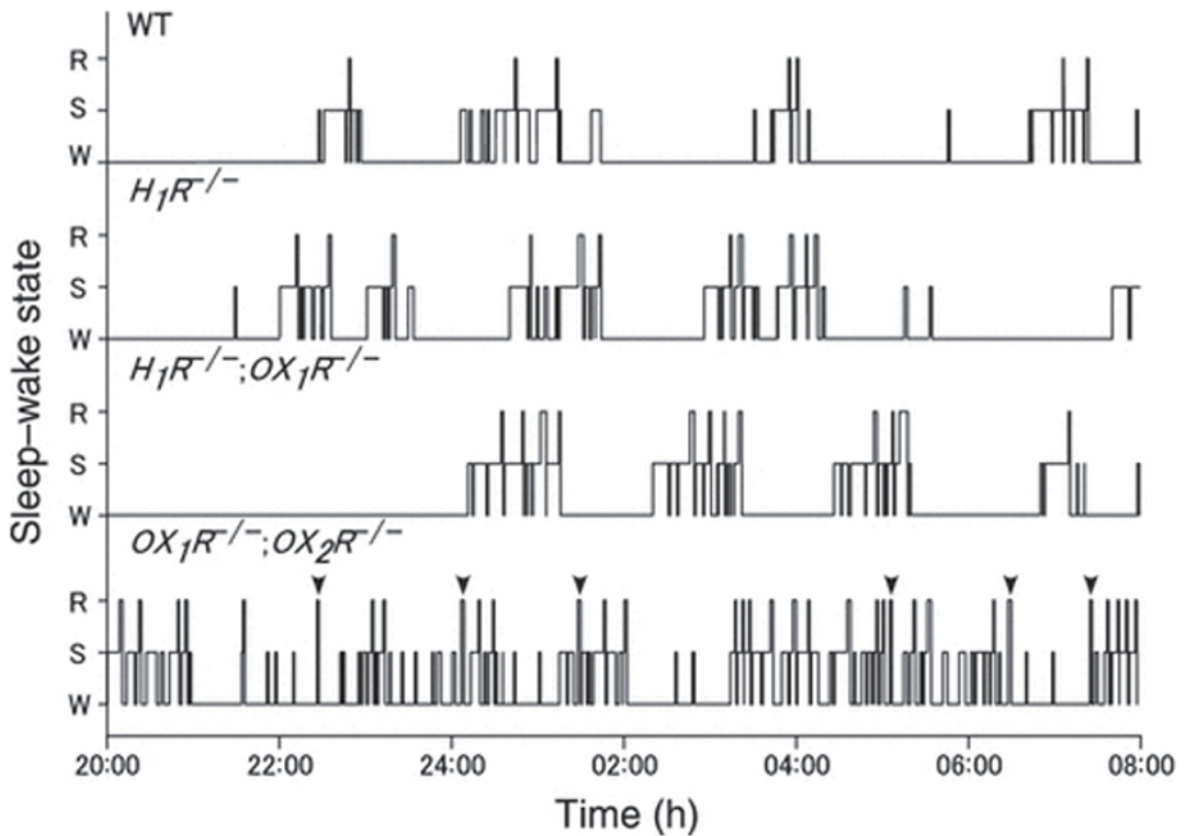 WT
R
S
W
H₁R⁻/⁻
R
S
W
H₁R⁻/⁻;OX₁R⁻/⁻
R
S
W
OX₁R⁻/⁻;OX₂R⁻/⁻
R
S
W
Sleep–wake state
20:00 22:00 24:00 02:00 04:00 06:00 08:00
Time (h)